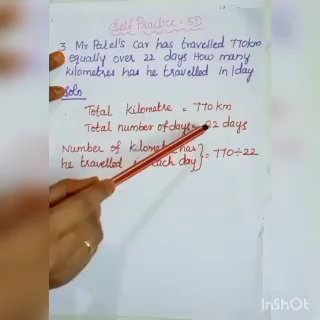 Self Practice - 5D
3. Mr Patel's Car has travelled 770km
equally over 22 days How many
kilometres has he travelled in 1day
Soln
Total kilometre = 770 km
Total number of days = 22 days
Number of kilometres has
he travelled in each day } = 770÷22
InShOt